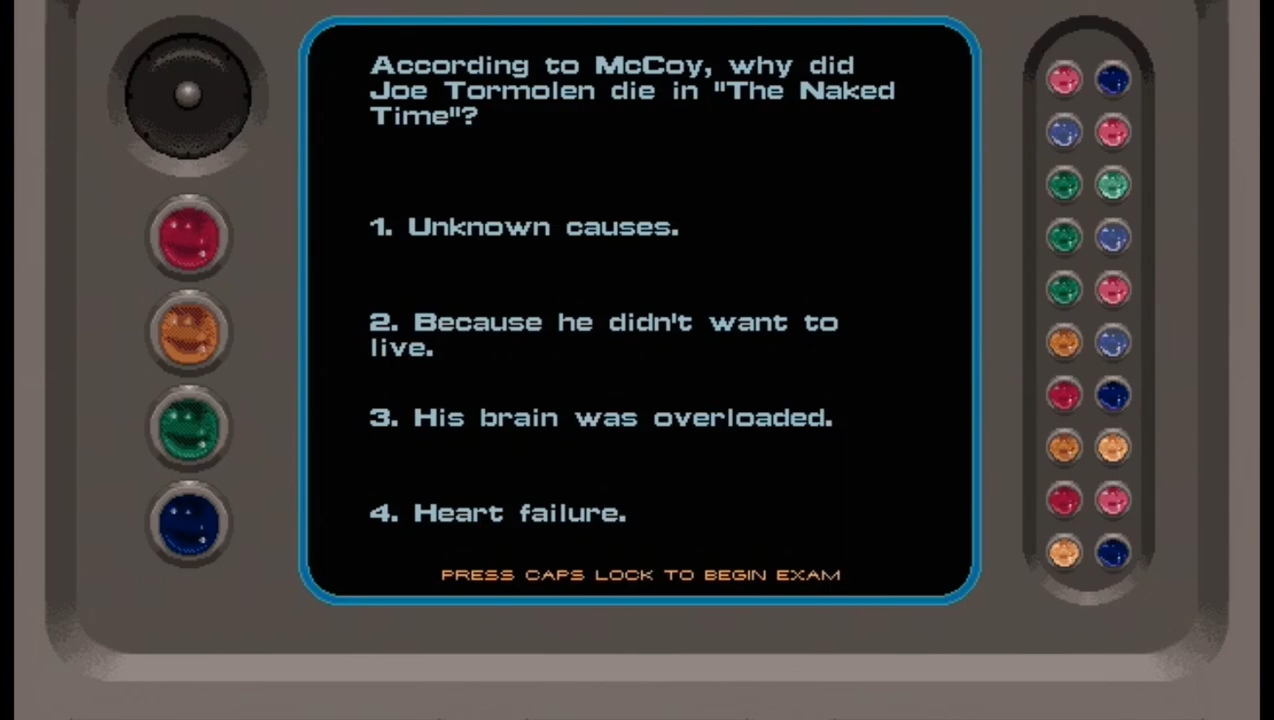 According to McCoy, why did
Joe Tormolen die in "The Naked
Time"?
1. Unknown causes.
2. Because he didn't want to
live.
3. His brain was overloaded.
4. Heart failure.
PRESS CAPS LOCK TO BEGIN EXAM